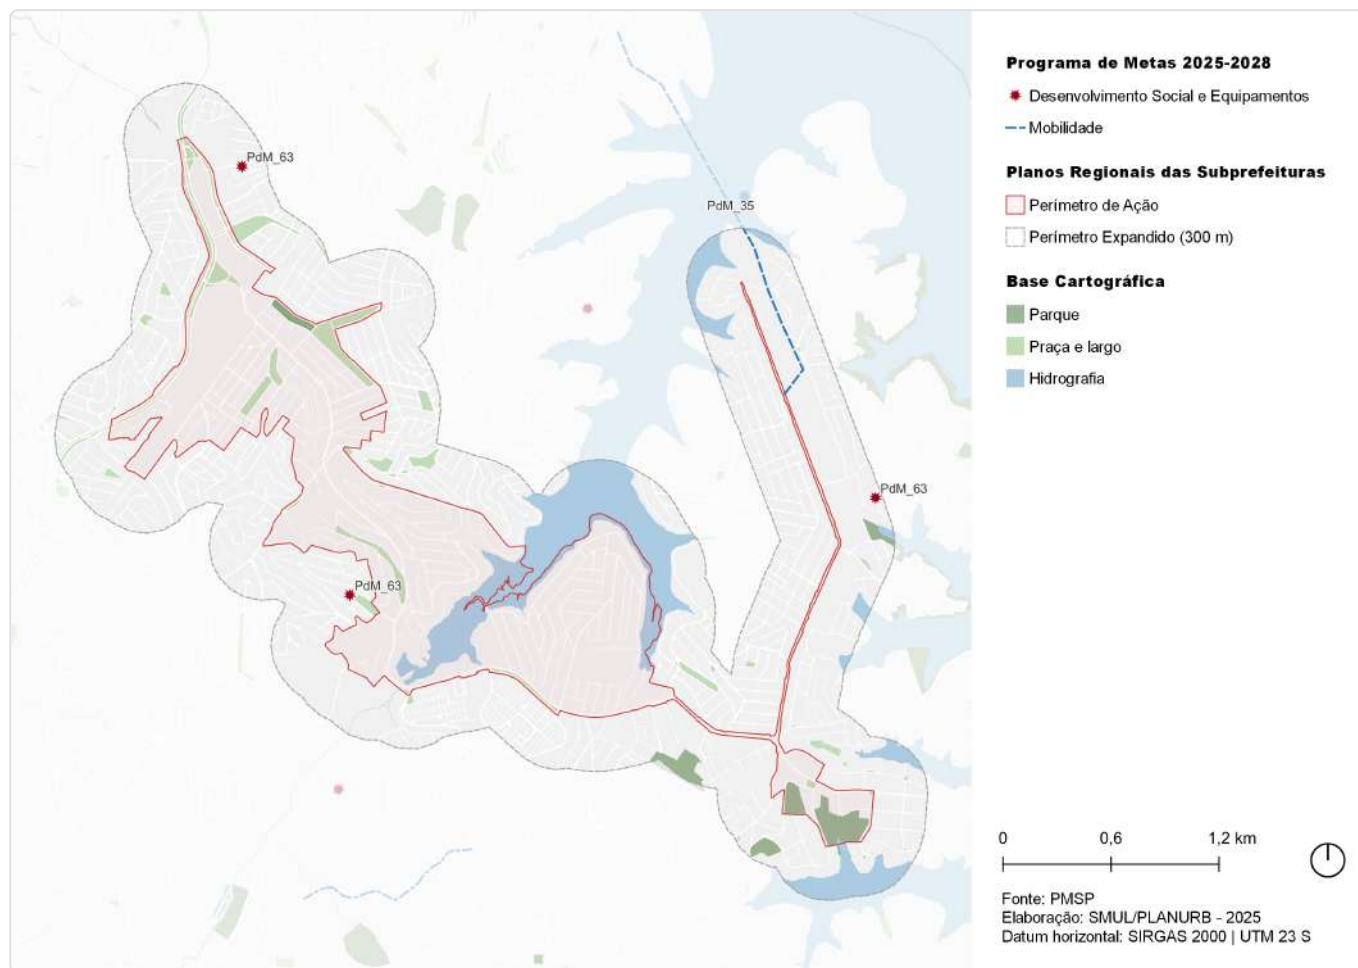 PdM_63
PdM_35
PdM_63
PdM_63
Programa de Metas 2025-2028
Desenvolvimento Social e Equipamentos
Mobilidade
Planos Regionais das Subprefeituras
Perímetro de Ação
Perímetro Expandido (300 m)
Base Cartográfica
Parque
Praça e largo
Hidrografia
0 0,6 1,2 km
Fonte: PMSP
Elaboração: SMUL/PLANURB - 2025
Datum horizontal: SIRGAS 2000 | UTM 23 S